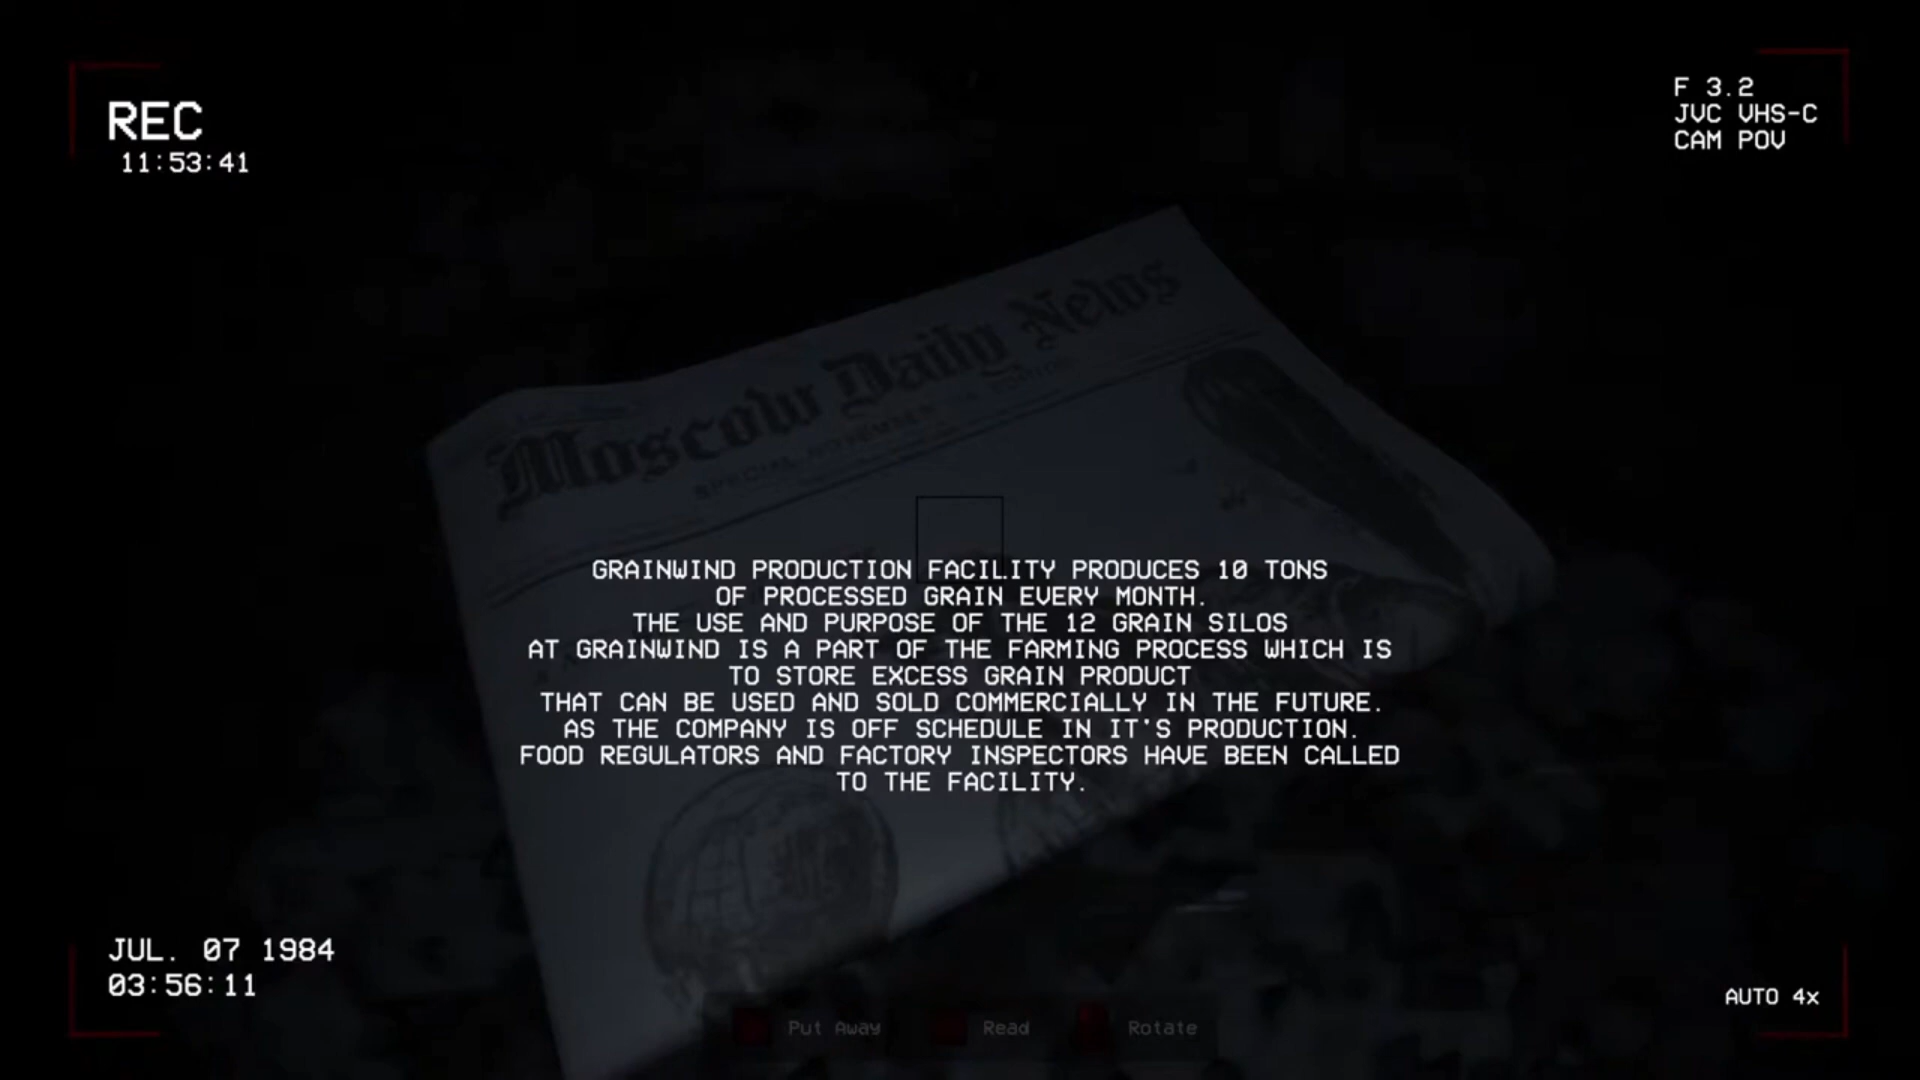 REC
11:53:41
F 3.2
JVC VHS-C
CAM POV
Moscow Daily News
GRAINWIND PRODUCTION FACILITY PRODUCES 10 TONS
OF PROCESSED GRAIN EVERY MONTH.
THE USE AND PURPOSE OF THE 12 GRAIN SILOS
AT GRAINWIND IS A PART OF THE FARMING PROCESS WHICH IS
TO STORE EXCESS GRAIN PRODUCT
THAT CAN BE USED AND SOLD COMMERCIALLY IN THE FUTURE.
AS THE COMPANY IS OFF SCHEDULE IN IT'S PRODUCTION.
FOOD REGULATORS AND FACTORY INSPECTORS HAVE BEEN CALLED
TO THE FACILITY.
JUL. 07 1984
03:56:11
AUTO 4x
Put Away
Read
Rotate